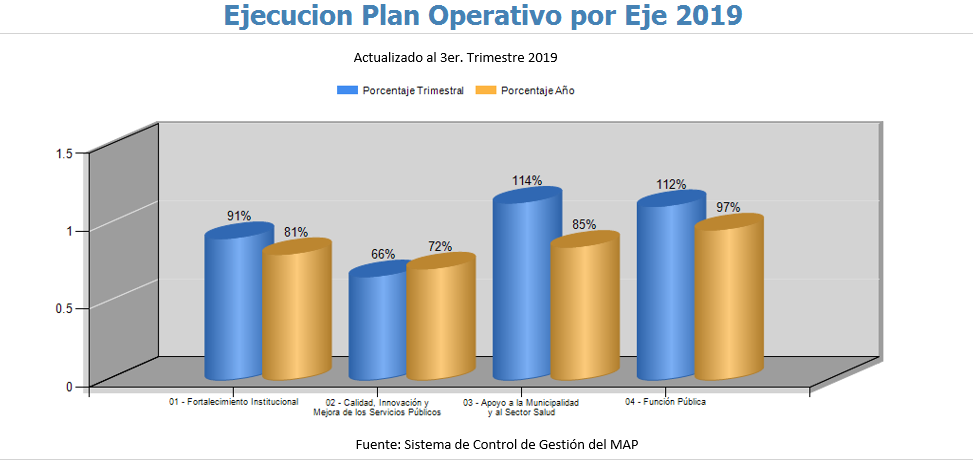 Ejecucion Plan Operativo por Eje 2019
Actualizado al 3er. Trimestre 2019
Porcentaje Trimestral
Porcentaje Año
1.5
1
0.5
0
91%
81%
66%
72%
114%
85%
112%
97%
01 - Fortalecimiento Institucional
02 - Calidad, Innovación y
Mejora de los Servicios Públicos
03 - Apoyo a la Municipalidad
y al Sector Salud
04 - Función Pública
Fuente: Sistema de Control de Gestión del MAP